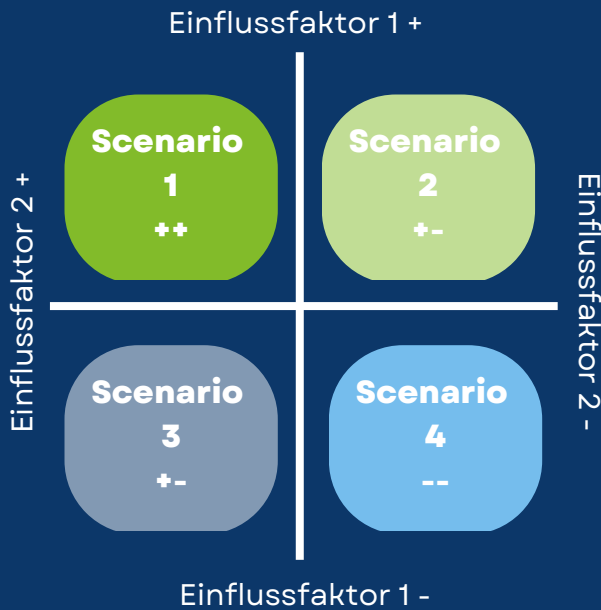 Einflussfaktor 1 +
Einflussfaktor 2 +
Scenario
1
++
Scenario
2
+-
Einflussfaktor 2 -
Scenario
3
+-
Scenario
4
--
Einflussfaktor 1 -